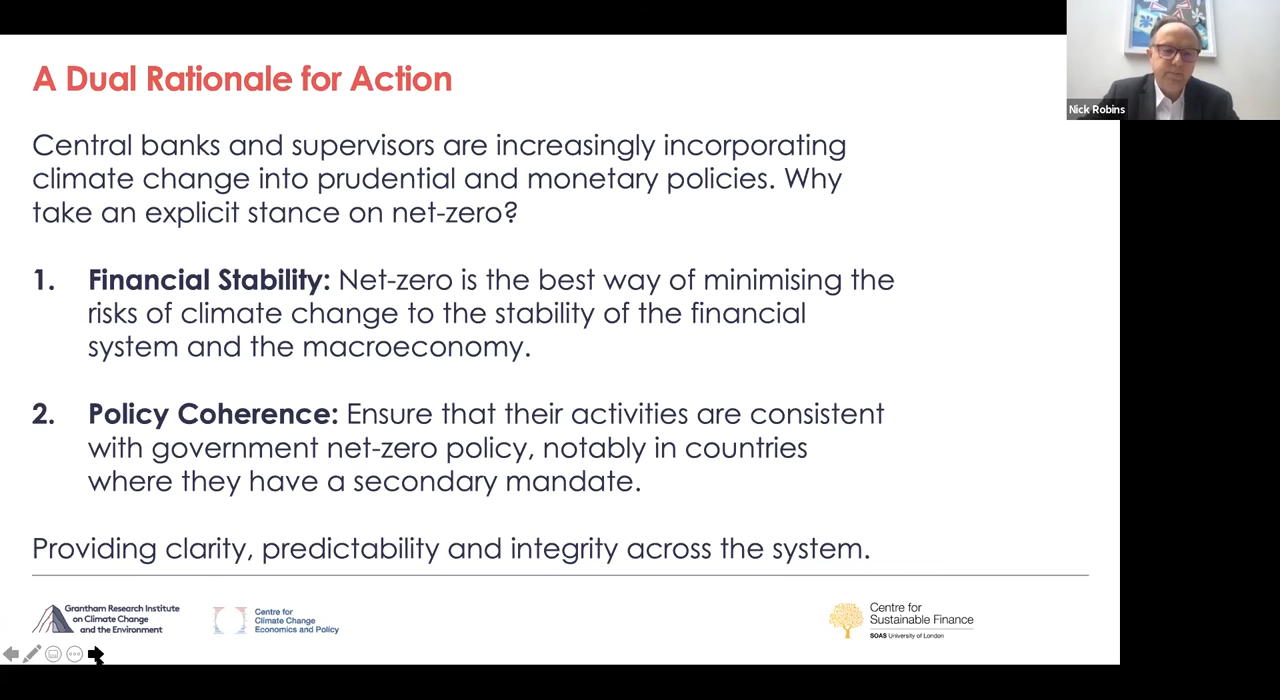 A Dual Rationale for Action
Nick Robins
Central banks and supervisors are increasingly incorporating
climate change into prudential and monetary policies. Why
take an explicit stance on net-zero?
1. Financial Stability: Net-zero is the best way of minimising the
risks of climate change to the stability of the financial
system and the macroeconomy.
2. Policy Coherence: Ensure that their activities are consistent
with government net-zero policy, notably in countries
where they have a secondary mandate.
Providing clarity, predictability and integrity across the system.
Grantham Research Institute
on Climate Change
and the Environment
Centre for
Climate Change
Economics and Policy
Centre for
Sustainable Finance
SOAS University of London